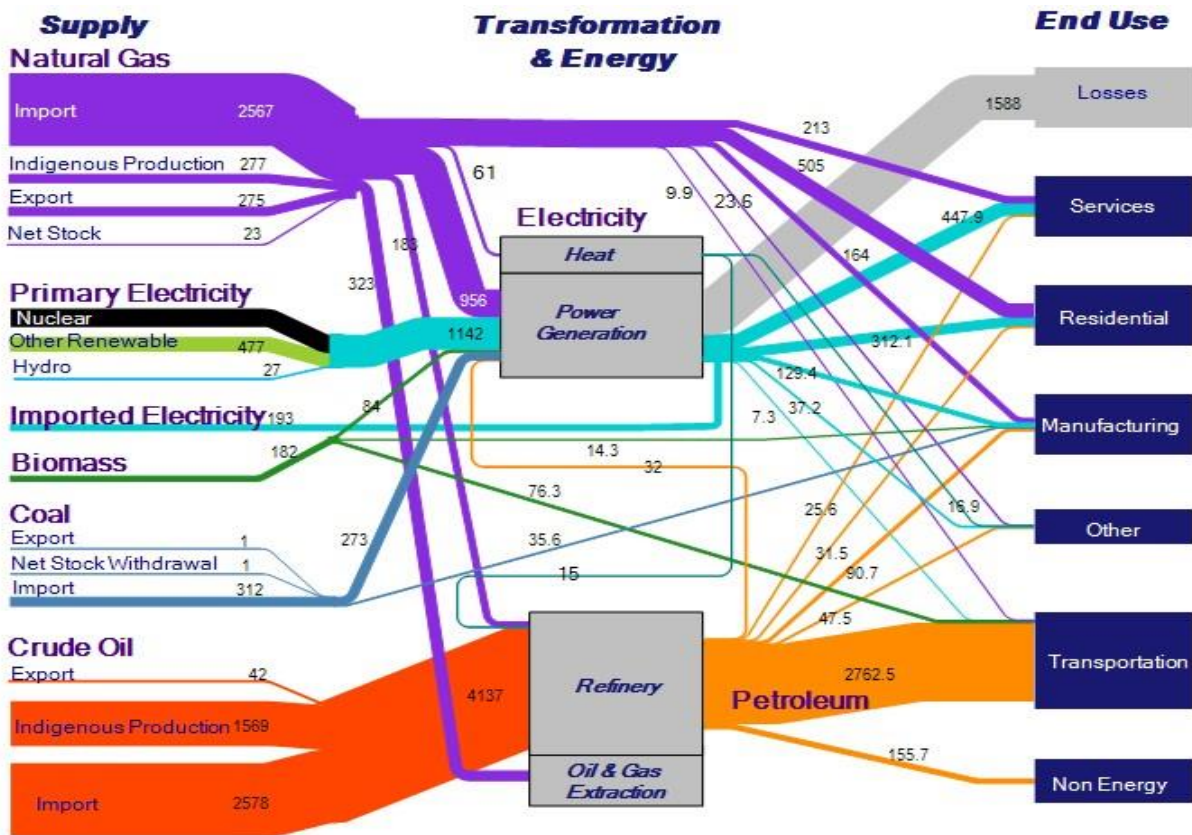 Supply
Transformation
& Energy
End Use
Natural Gas
Import 2567
Indigenous Production 277
Export 275
Net Stock 23
Primary Electricity
Nuclear
Other Renewable 477
Hydro 27
Imported Electricity 193
Biomass 182
Coal
Export 1
Net Stock Withdrawal 1
Import 312
Crude Oil
Export 42
Indigenous Production 1569
Import 2578
323
183
61
956
1142
84
273
4137
Electricity
Heat
Power
Generation
14.3
32
76.3
35.6
15
Refinery
Oil & Gas
Extraction
Petroleum
1588
213
505
9.9
23.6
447.9
164
312.1
129.4
37.2
7.3
25.6
16.9
31.5
90.7
47.5
2762.5
155.7
Losses
Services
Residential
Manufacturing
Other
Transportation
Non Energy